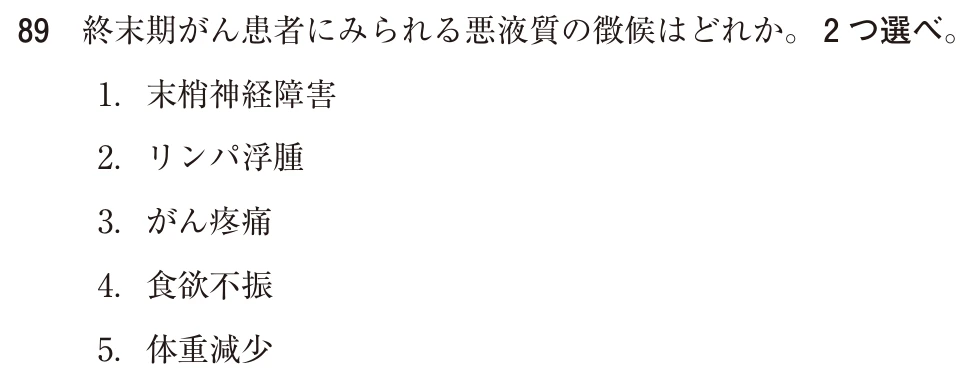 89 終末期がん患者にみられる悪液質の徴候はどれか。2つ選べ。
1. 末梢神経障害
2. リンパ浮腫
3. がん疼痛
4. 食欲不振
5. 体重減少